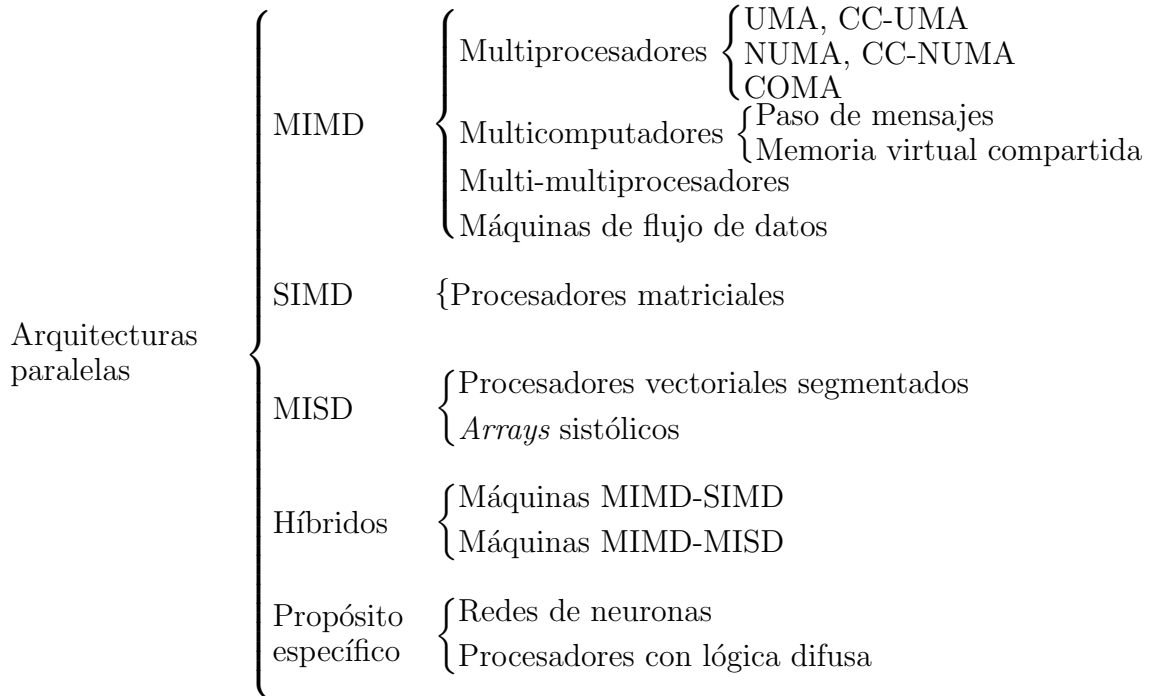 Arquitecturas
paralelas
MIMD
Multiprocesadores
UMA, CC-UMA
NUMA, CC-NUMA
COMA
Multicomputadores
Paso de mensajes
Memoria virtual compartida
Multi-multiprocesadores
Máquinas de flujo de datos
SIMD
Procesadores matriciales
MISD
Procesadores vectoriales segmentados
Arrays sistólicos
Híbridos
Máquinas MIMD-SIMD
Máquinas MIMD-MISD
Propósito
específico
Redes de neuronas
Procesadores con lógica difusa